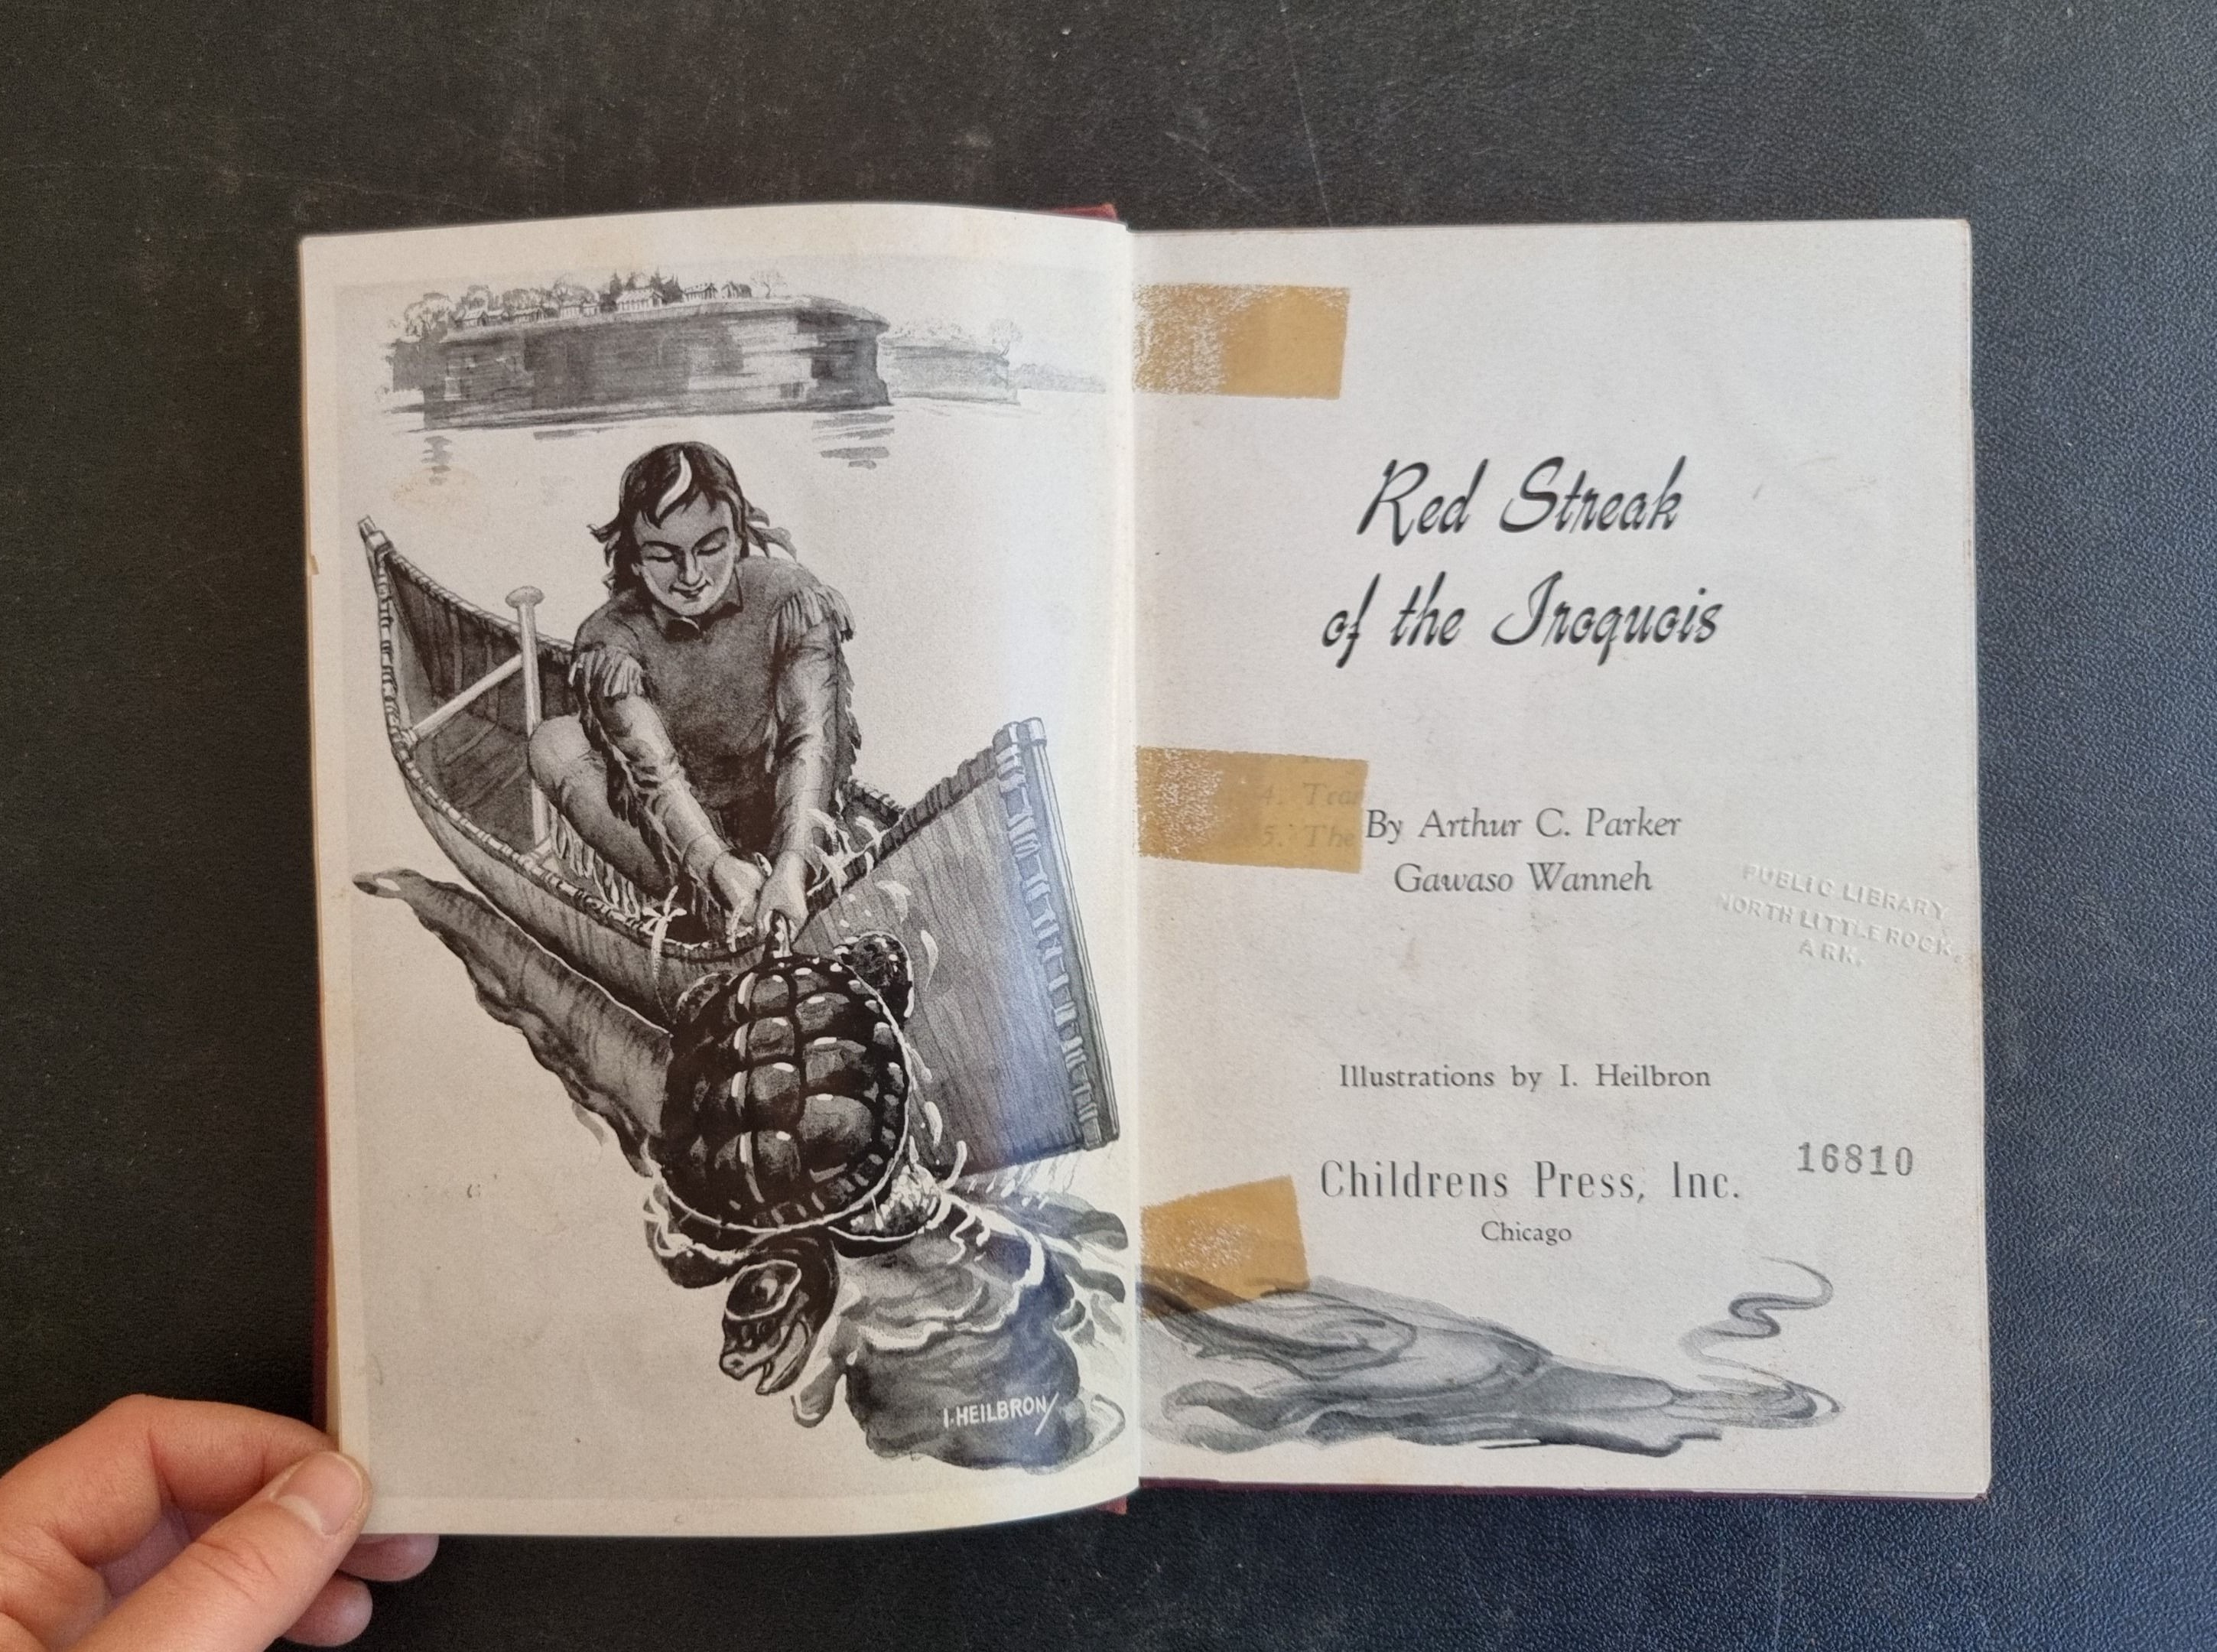 I. HEILBRON
Red Streak
of the Iroquois
4. Tra
5. The
By Arthur C. Parker
Gawaso Wanneh
PUBLIC LIBRARY
NORTH LITTLE ROCK,
ARK.
Illustrations by I. Heilbron
16810
Childrens Press, Inc.
Chicago